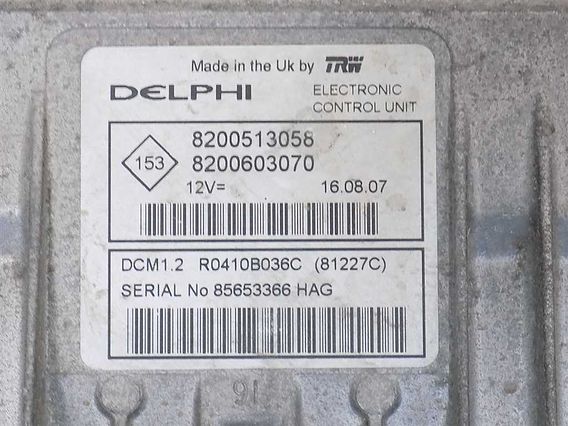 Made in the Uk by TRW
DELPHI ELECTRONIC
CONTROL UNIT
153
8200513058
8200603070
12V= 16.08.07
DCM1.2 R0410B036C (81227C)
SERIAL No 85653366 HAG
16